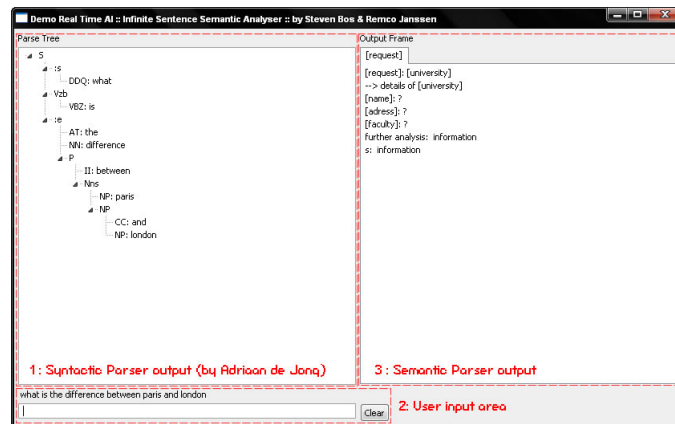 Demo Real Time AI :: Infinite Sentence Semantic Analyser :: by Steven Bos & Remco Janssen
Parse Tree
S
:s
DDQ: what
Vzb
VBZ: is
:e
AT: the
NN: difference
P
II: between
Nns
NP: paris
NP
CC: and
NP: london
1: Syntactic Parser output (by Adriaan de Jong)
Output Frame
[request]
[request]: [university]
--> details of [university]
[name]: ?
[adress]: ?
[faculty]: ?
further analysis: information
s: information
3: Semantic Parser output
what is the difference between paris and london
Clear
2: User input area